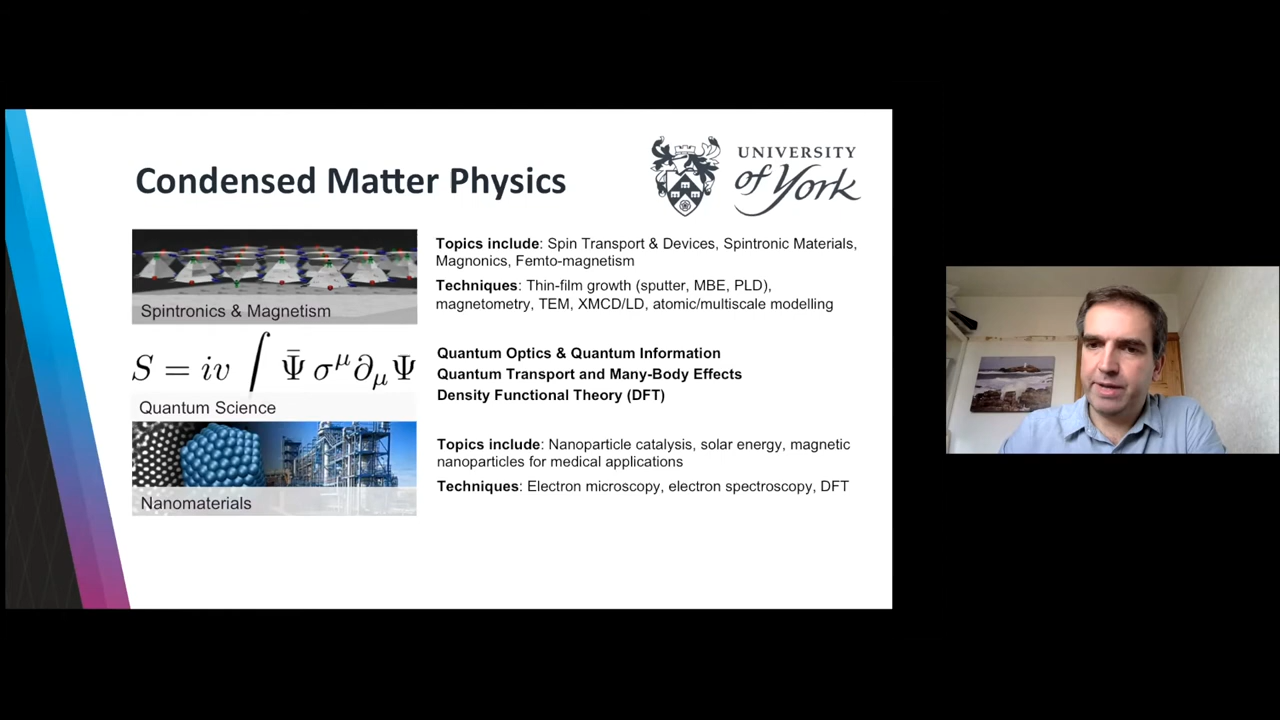 Condensed Matter Physics
UNIVERSITY
of York
Spintronics & Magnetism
Topics include: Spin Transport & Devices, Spintronic Materials,
Magnonics, Femto-magnetism
Techniques: Thin-film growth (sputter, MBE, PLD),
magnetometry, TEM, XMCD/LD, atomic/multiscale modelling
S = iv ∫ Ψ̄ σ^μ ∂_μ Ψ
Quantum Science
Quantum Optics & Quantum Information
Quantum Transport and Many-Body Effects
Density Functional Theory (DFT)
Nanomaterials
Topics include: Nanoparticle catalysis, solar energy, magnetic
nanoparticles for medical applications
Techniques: Electron microscopy, electron spectroscopy, DFT